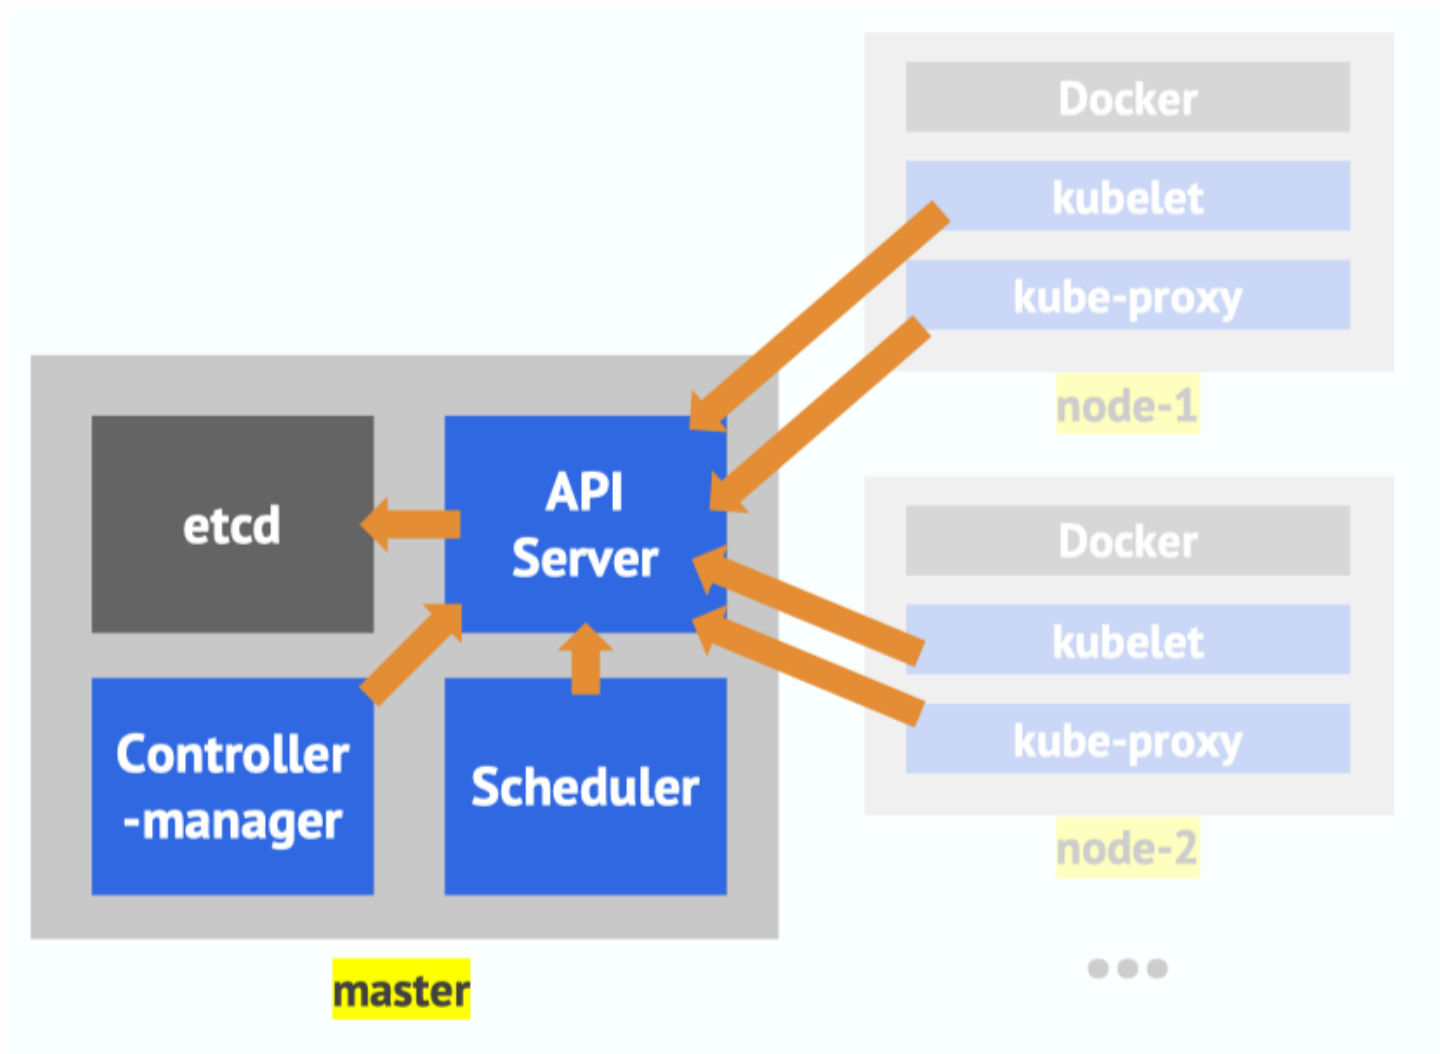 Docker
kubelet
kube-proxy
node-1
etcd
API
Server
Controller
-manager
Scheduler
master
Docker
kubelet
kube-proxy
node-2
...